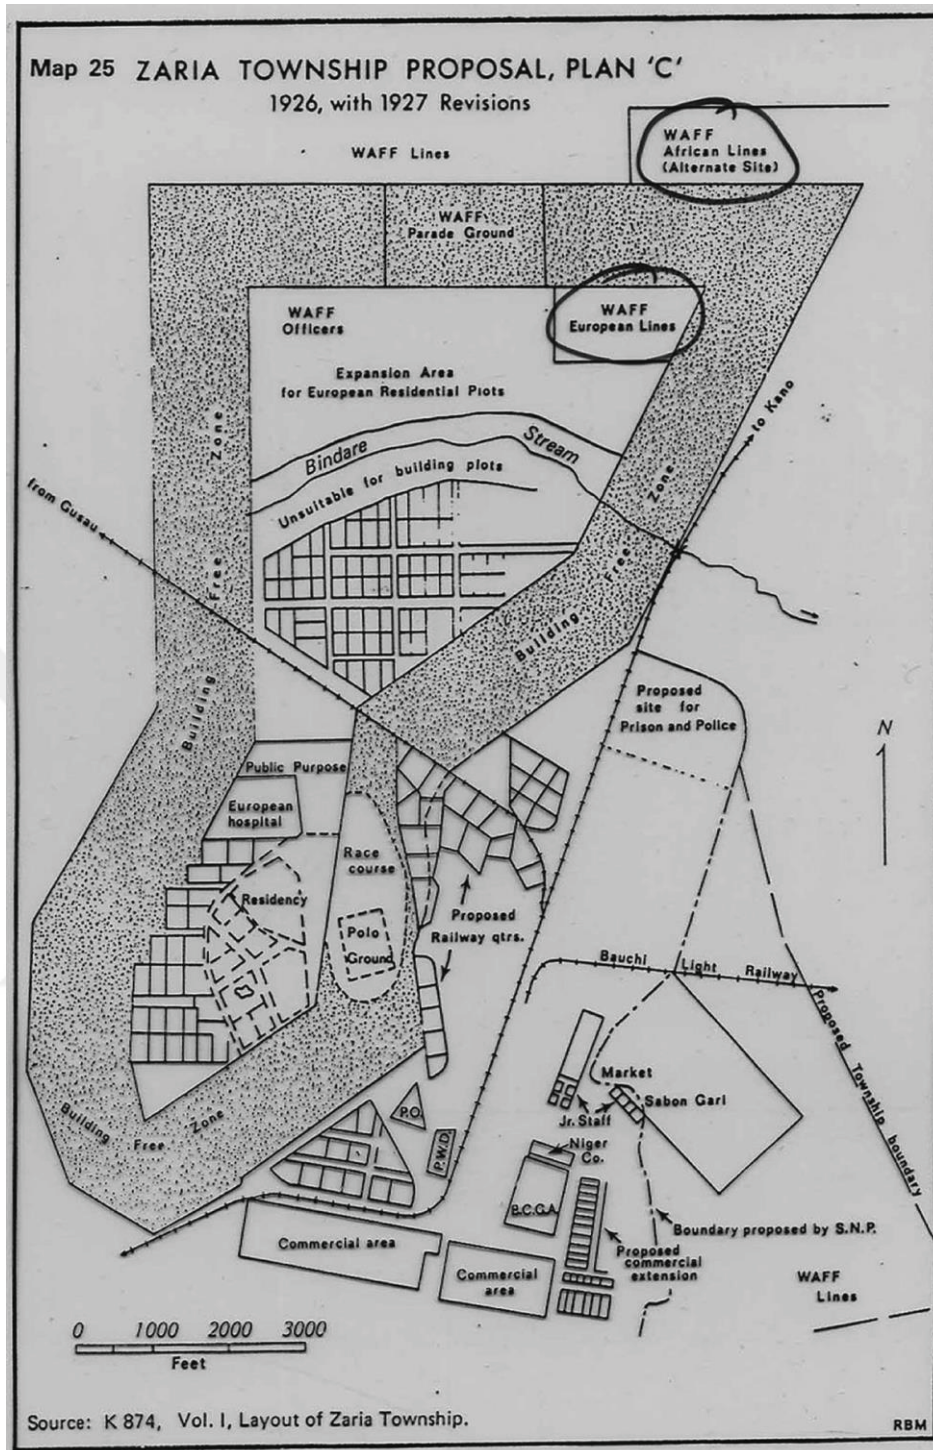 Map 25 ZARIA TOWNSHIP PROPOSAL, PLAN 'C'
1926, with 1927 Revisions
WAFF Lines
WAFF
African Lines
(Alternate Site)
WAFF
Parade Ground
WAFF
Officers
WAFF
European Lines
Expansion Area
for European Residential Plots
to Kano
Bindare Stream
Unsuitable for building plots
from Gusau
Building Free Zone
Building Free Zone
Proposed
site for
Prison and Police
N
Public Purpose
European
hospital
Race
course
Residency
Polo
Ground
Proposed
Railway qtrs.
Bauchi Light Railway
Proposed Township boundary
Market
Sabon Gari
Jr. Staff
Building Free Zone
P.O.
P.W.D.
Niger
Co.
B.C.G.A.
Boundary proposed by S.N.P.
Proposed
commercial
extension
Commercial area
Commercial
area
WAFF
Lines
0 1000 2000 3000
Feet
Source: K 874, Vol. I, Layout of Zaria Township.
RBM